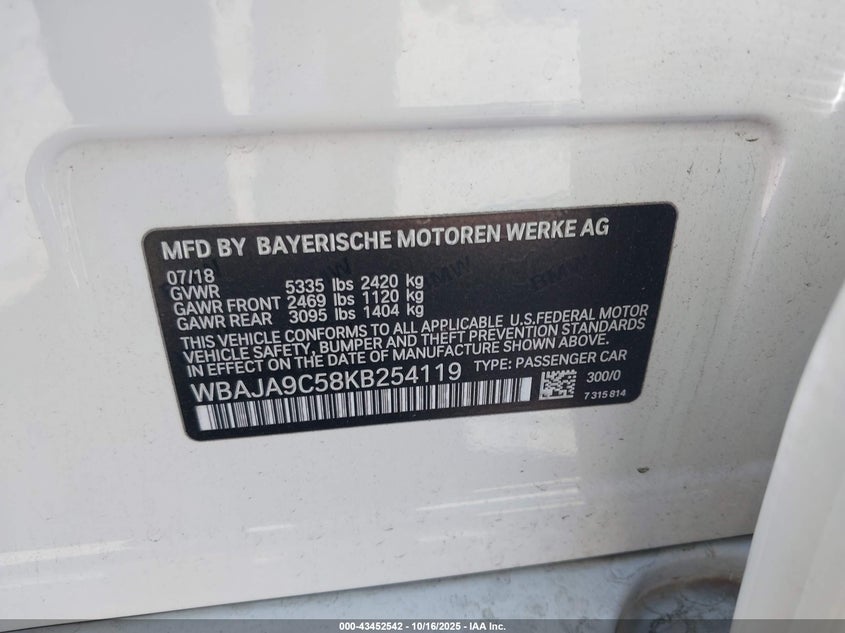 MFD BY BAYERISCHE MOTOREN WERKE AG
07/18
GVWR 5335 lbs 2420 kg
GAWR FRONT 2469 lbs 1120 kg
GAWR REAR 3095 lbs 1404 kg
THIS VEHICLE CONFORMS TO ALL APPLICABLE U.S.FEDERAL MOTOR
VEHICLE SAFETY, BUMPER AND THEFT PREVENTION STANDARDS
IN EFFECT ON THE DATE OF MANUFACTURE SHOWN ABOVE.
WBAJA9C58KB254119 TYPE: PASSENGER CAR
300/0
7 315 814
000-43452542 | 10/16/2025 | IAA Inc.